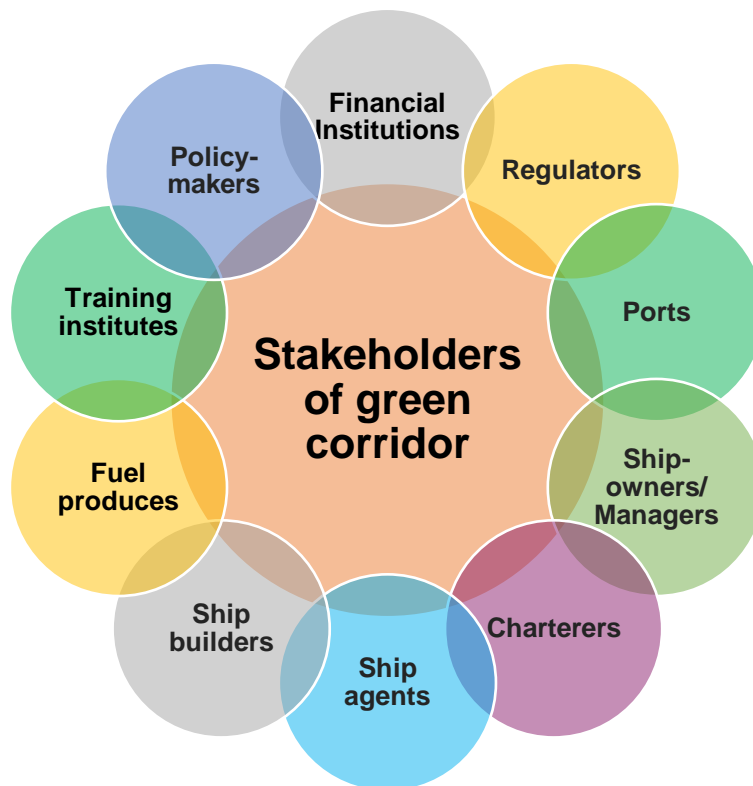 Financial
Institutions
Regulators
Ports
Ship-
owners/
Managers
Charterers
Ship
agents
Ship
builders
Fuel
produces
Training
institutes
Policy-
makers
Stakeholders
of green
corridor